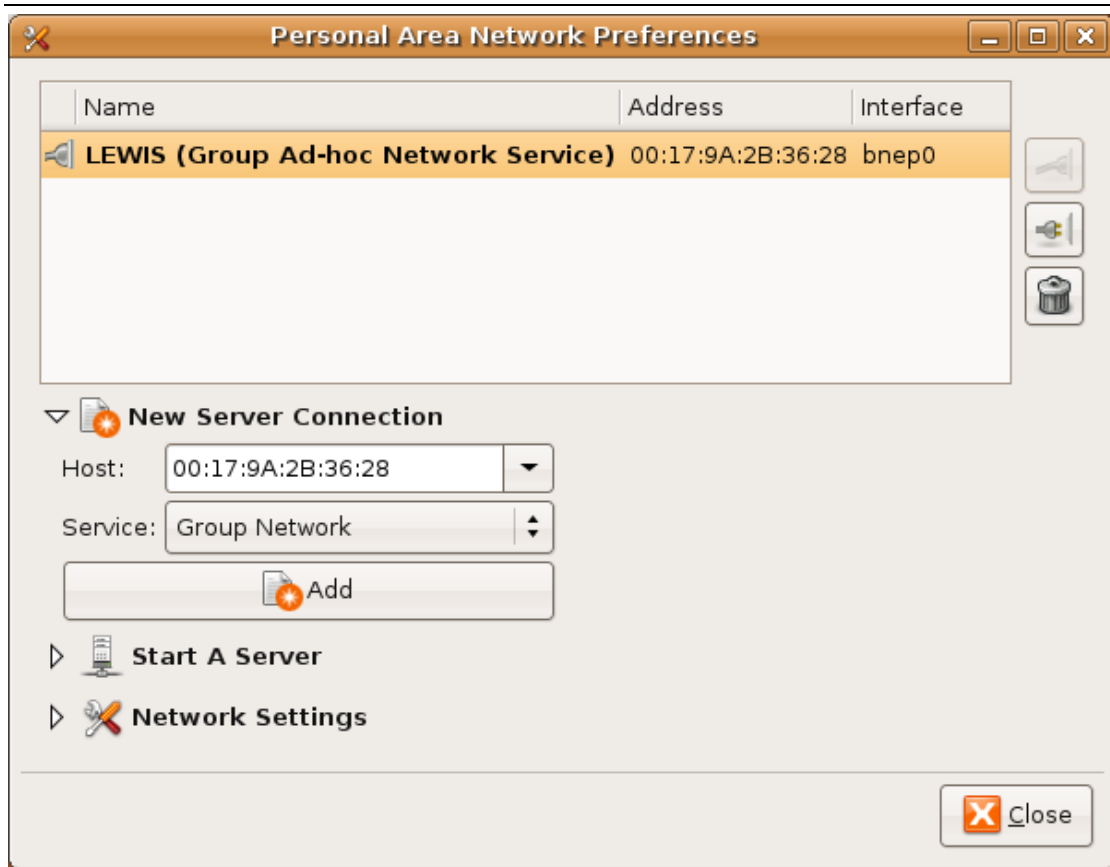 Personal Area Network Preferences
Name Address Interface
LEWIS (Group Ad-hoc Network Service) 00:17:9A:2B:36:28 bnep0
New Server Connection
Host: 00:17:9A:2B:36:28
Service: Group Network
Add
Start A Server
Network Settings
Close